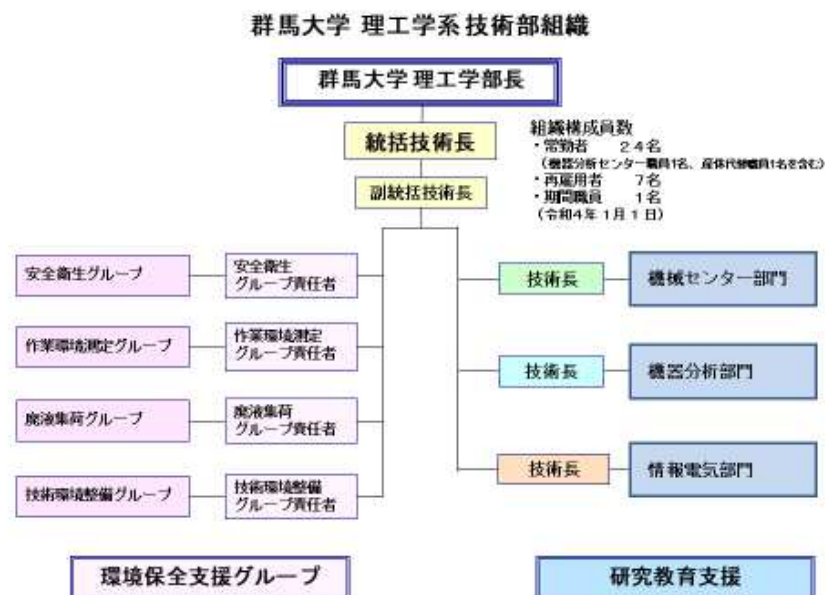 群馬大学 理工学系 技術部組織
群馬大学 理工学部長
統括技術長
副統括技術長
組織構成員数
・常勤者 24名
(機器分析センター職員1名、産休代替職員1名を含む)
・再雇用者 7名
・期間職員 1名
(令和4年1月1日)
安全衛生グループ
安全衛生
グループ責任者
作業環境測定グループ
作業環境測定
グループ責任者
廃液集荷グループ
廃液集荷
グループ責任者
技術環境整備グループ
技術環境整備
グループ責任者
技術長
機械センター部門
技術長
機器分析部門
技術長
情報電気部門
環境保全支援グループ
研究教育支援